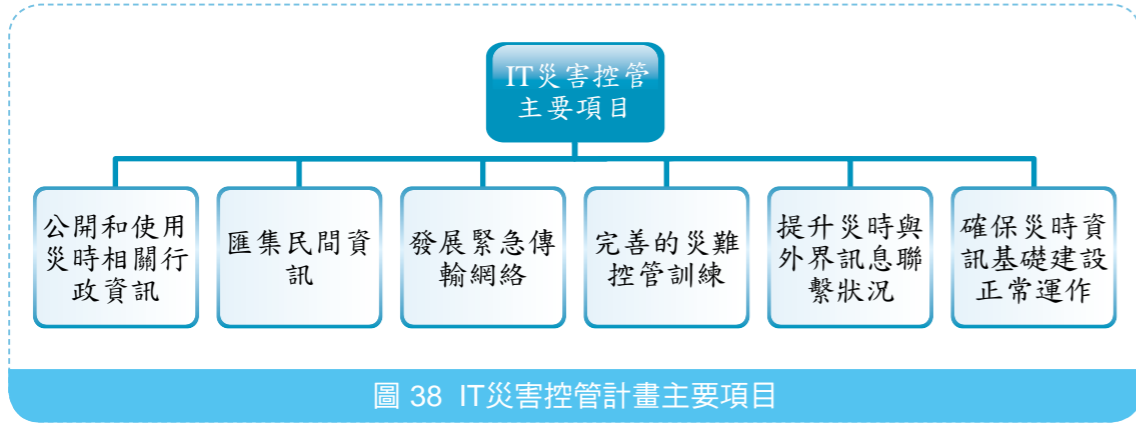 IT災害控管
主要項目
公開和使用
災時相關行
政資訊
匯集民間資
訊
發展緊急傳
輸網絡
完善的災難
控管訓練
提升災時與
外界訊息聯
繫狀況
確保災時資
訊基礎建設
正常運作
圖 38 IT災害控管計畫主要項目